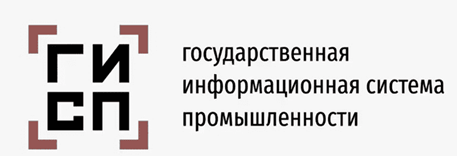 ГИ
СП
государственная
информационная система
промышленности